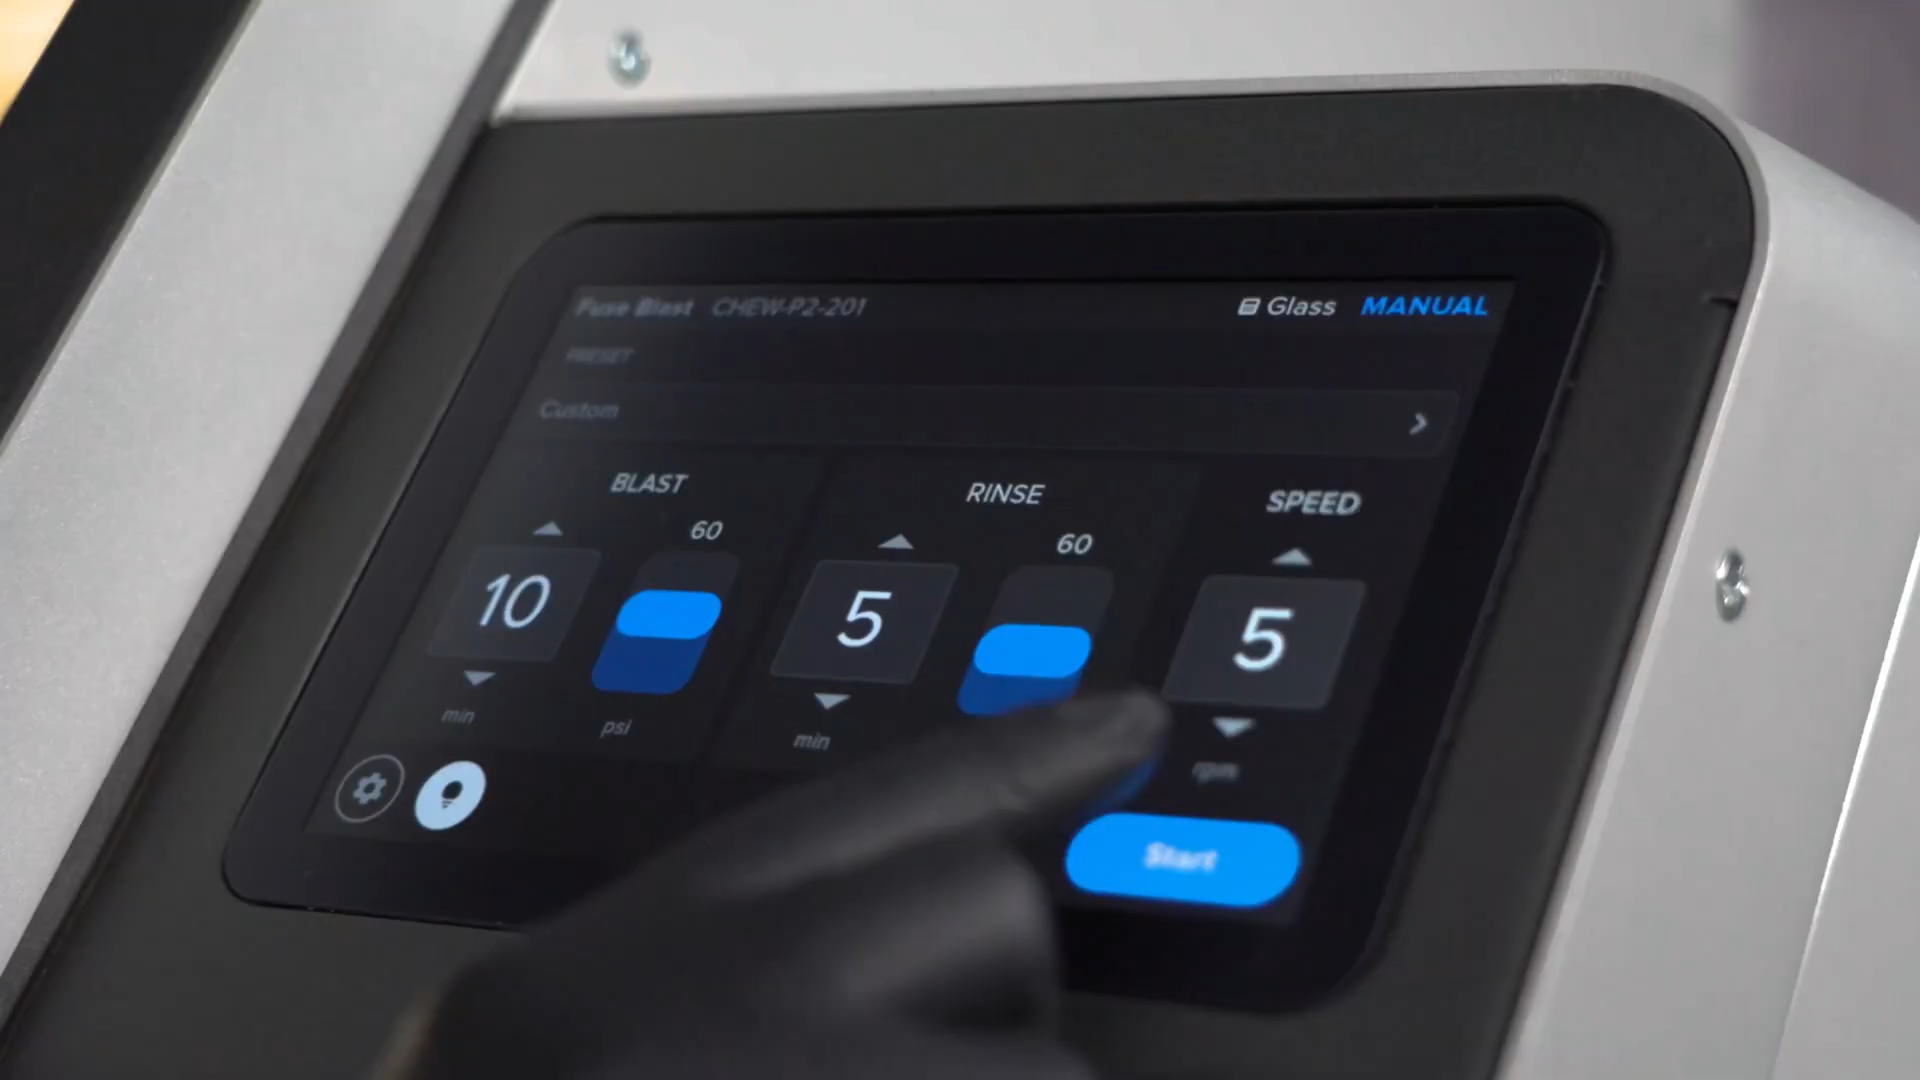 Fuse Blast CHEW-P2-201 Glass MANUAL
PRESET
Custom
BLAST RINSE SPEED
60 60
10 5 5
min psi min rpm
Start